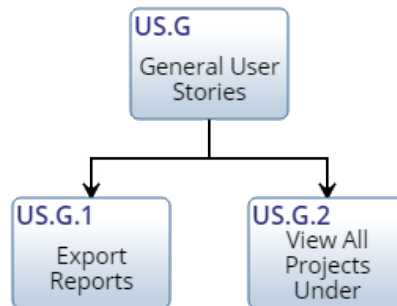 US.G
General User
Stories
US.G.1
Export
Reports
US.G.2
View All
Projects
Under